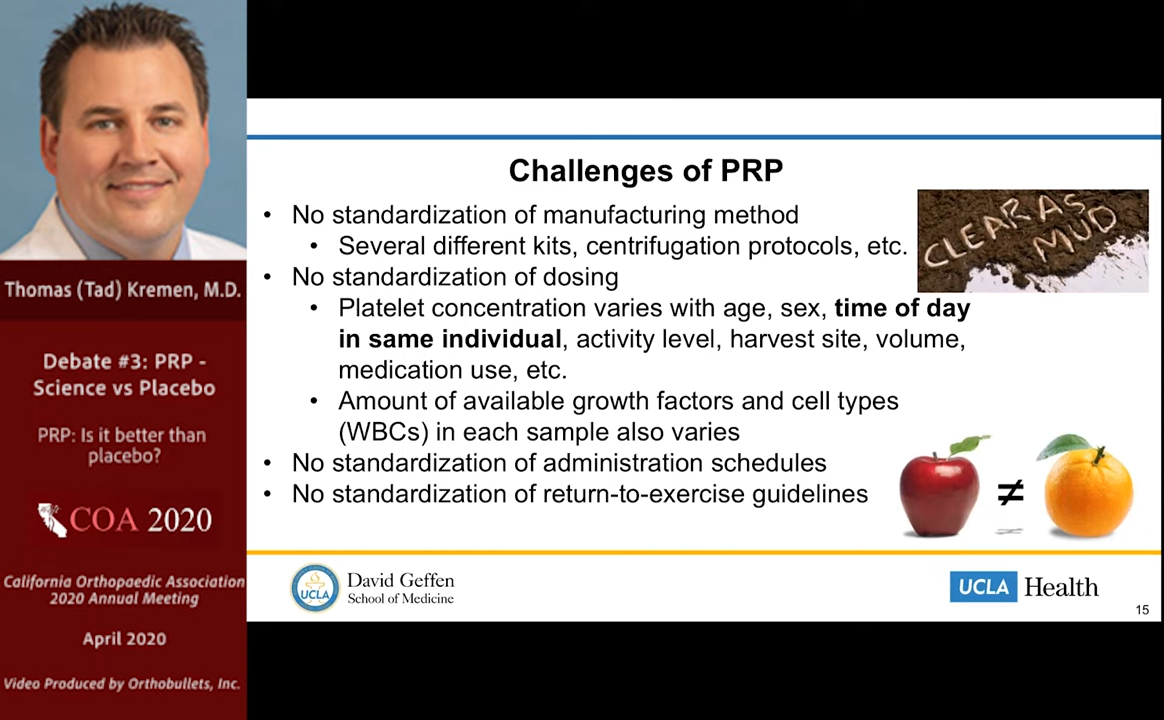 Thomas (Tad) Kremen, M.D.
Debate #3: PRP -
Science vs Placebo
PRP: Is it better than
placebo?
COA 2020
California Orthopaedic Association
2020 Annual Meeting
April 2020
Video Produced by Orthobullets, Inc.
Challenges of PRP
• No standardization of manufacturing method
• Several different kits, centrifugation protocols, etc.
• No standardization of dosing
• Platelet concentration varies with age, sex, time of day
in same individual, activity level, harvest site, volume,
medication use, etc.
• Amount of available growth factors and cell types
(WBCs) in each sample also varies
• No standardization of administration schedules
• No standardization of return-to-exercise guidelines
CLEAR AS
MUD
≠
UCLA
David Geffen
School of Medicine
UCLA Health
15